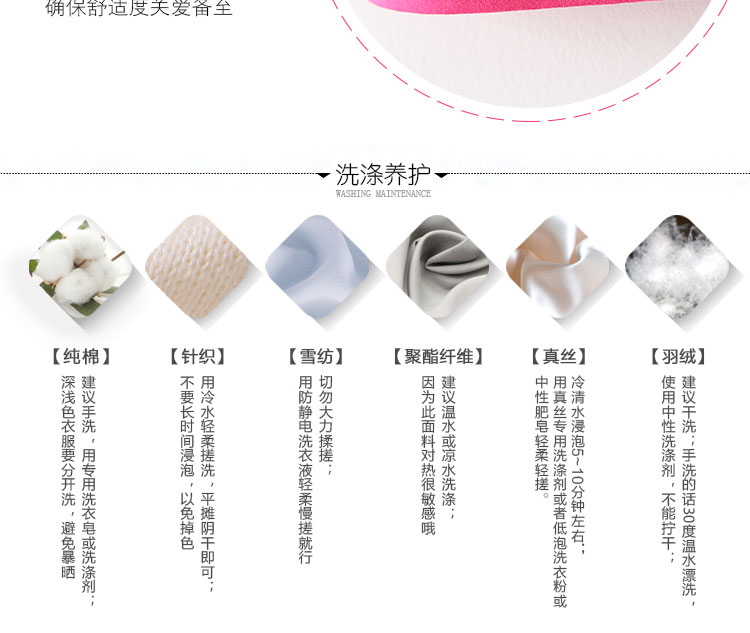 确保舒适度关爱备至
洗涤养护
WASHING MAINTENANCE
【纯棉】
建议手洗，用专用洗衣皂或洗涤剂；
深浅色衣服要分开洗，避免暴晒
【针织】
用冷水轻柔搓洗，平摊阴干即可；
不要长时间浸泡，以免掉色
【雪纺】
切勿大力揉搓；
用防静电洗衣液轻柔慢搓就行
【聚酯纤维】
建议温水或凉水洗涤；
因为此面料对热很敏感哦
【真丝】
冷清水浸泡5~10分钟左右；
用真丝专用洗涤剂或者低泡洗衣粉或
中性肥皂轻柔轻搓。
【羽绒】
建议干洗；手洗的话30度温水漂洗，
使用中性洗涤剂，不能拧干；